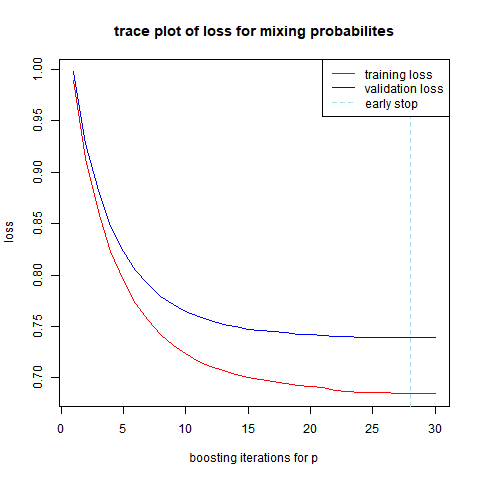 trace plot of loss for mixing probabilites
training loss
validation loss
early stop
loss
1.00
0.95
0.90
0.85
0.80
0.75
0.70
0 5 10 15 20 25 30
boosting iterations for p